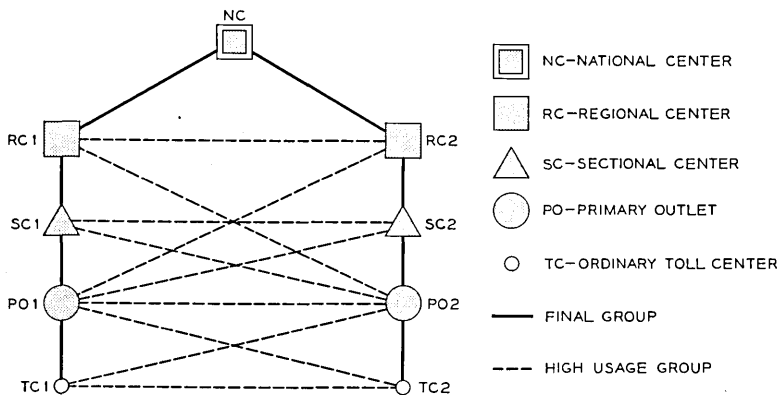 NC
RC1
RC2
SC1
SC2
PO1
PO2
TC1
TC2
NC-NATIONAL CENTER
RC-REGIONAL CENTER
SC-SECTIONAL CENTER
PO-PRIMARY OUTLET
TC-ORDINARY TOLL CENTER
FINAL GROUP
HIGH USAGE GROUP